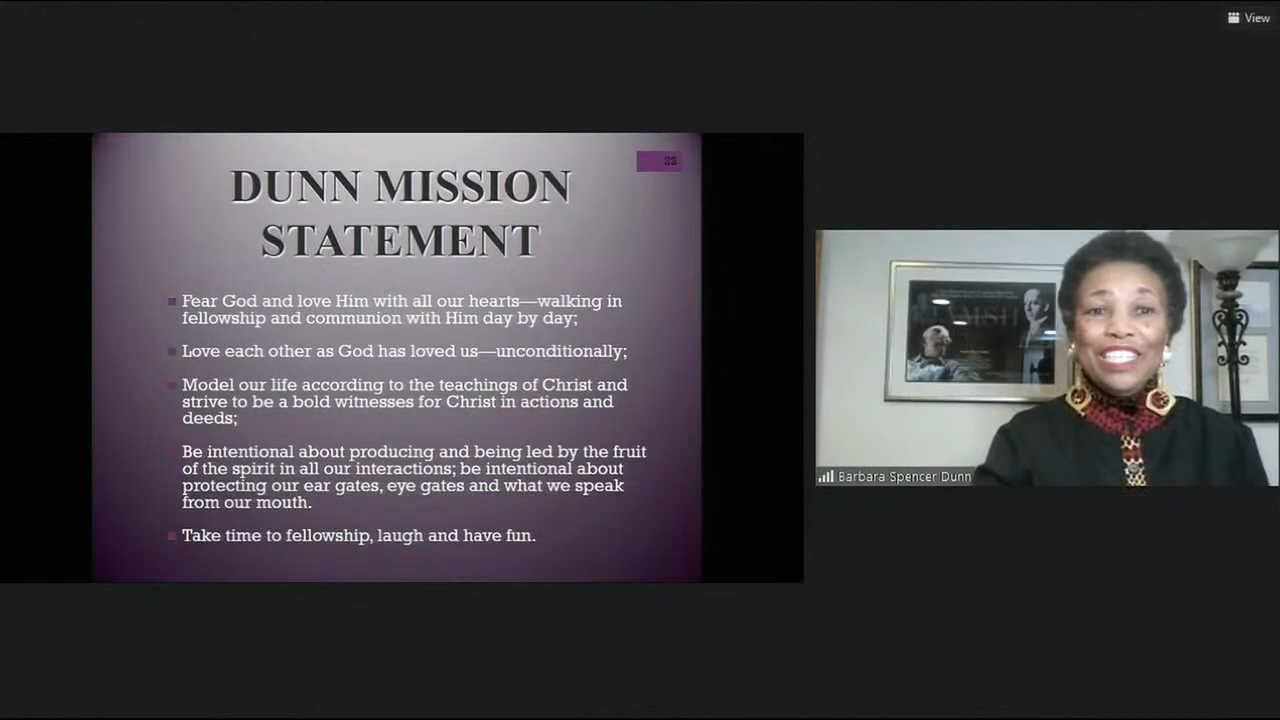 View
23
DUNN MISSION
STATEMENT
Fear God and love Him with all our hearts—walking in
fellowship and communion with Him day by day;
Love each other as God has loved us—unconditionally;
Model our life according to the teachings of Christ and
strive to be a bold witnesses for Christ in actions and
deeds;
Be intentional about producing and being led by the fruit
of the spirit in all our interactions; be intentional about
protecting our ear gates, eye gates and what we speak
from our mouth.
Take time to fellowship, laugh and have fun.
Barbara Spencer Dunn